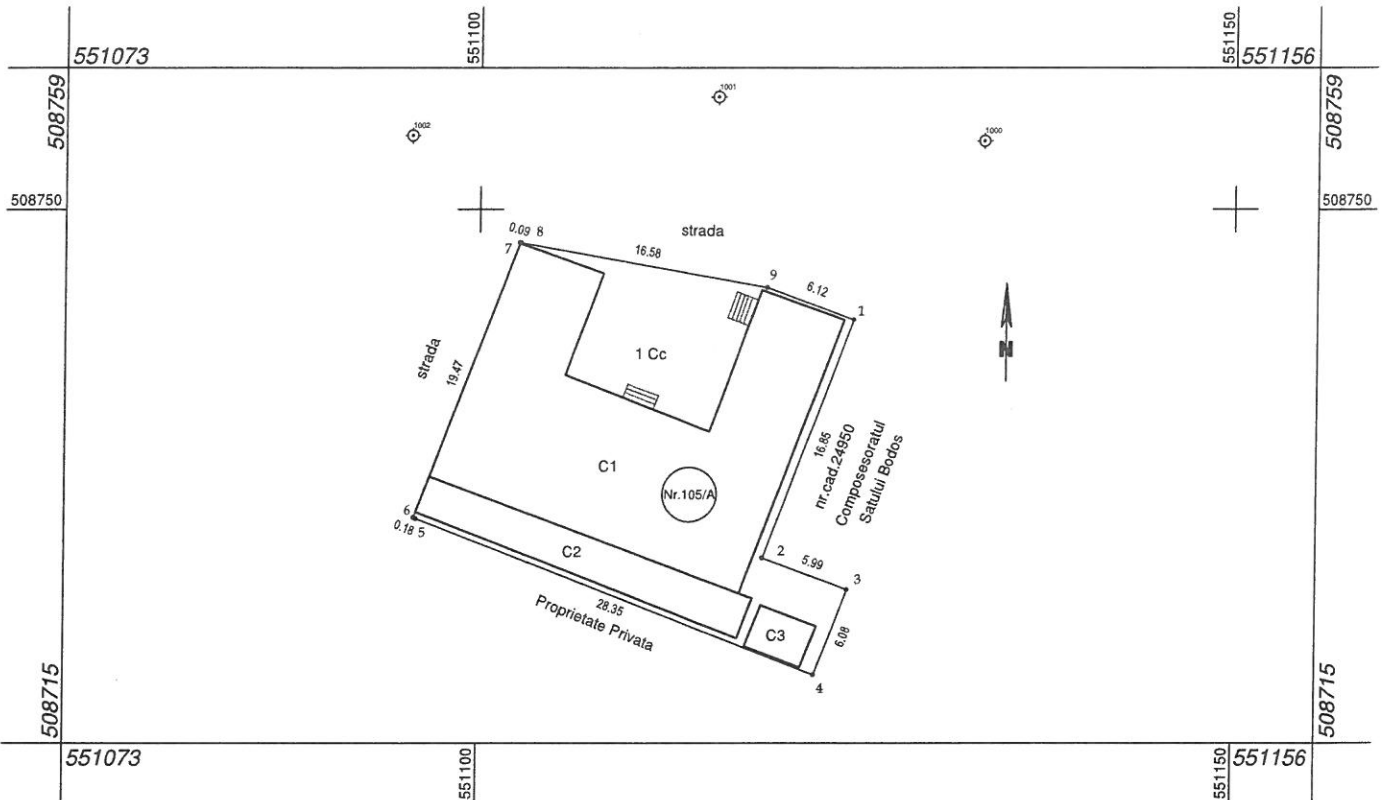 551100
551150
551073
551156
508759
508759
1001
1002
1000
508750
508750
0.09 8
7
strada
16.58
9
6.12
1
strada
19.47
1 Cc
N
16.85
nr.cad.24950
Composesoratul
Satului Bodos
C1
Nr.105/A
6
0.18 5
C2
2
5.99
3
28.35
Proprietate Privata
C3
6.08
4
508715
508715
551073
551156
551100
551150